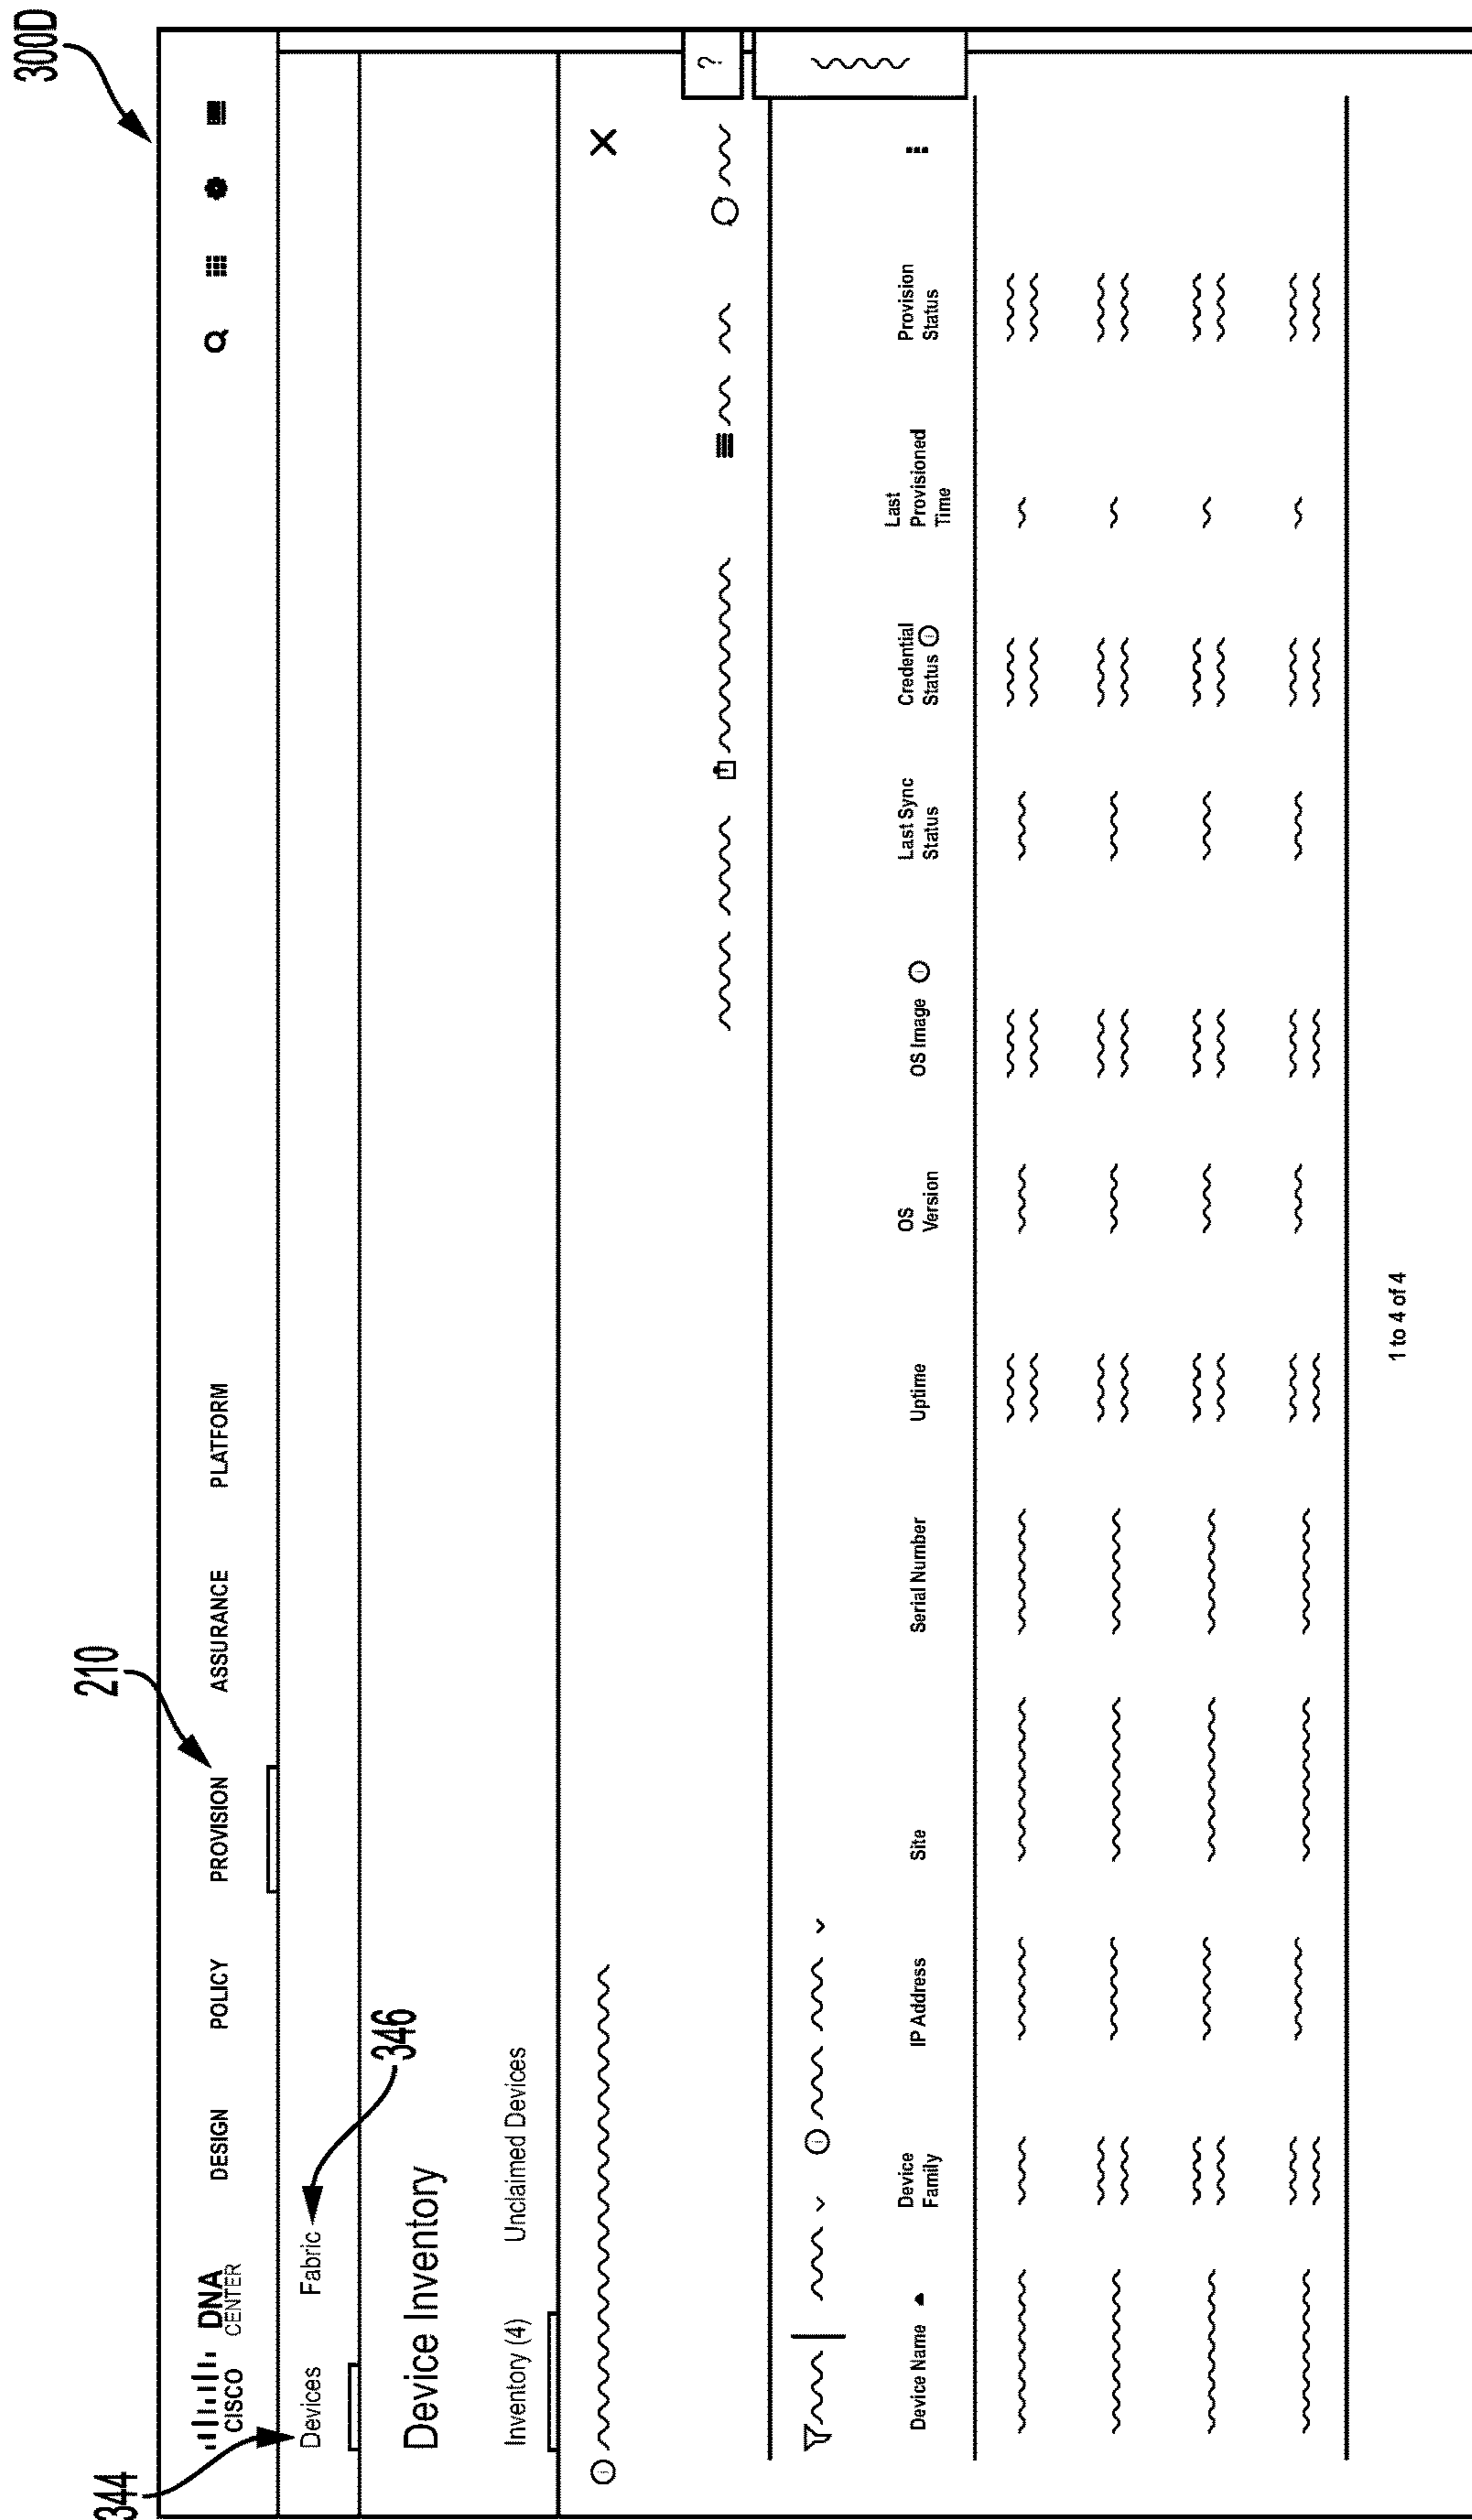 300D
CISCO DNA CENTER DESIGN POLICY PROVISION ASSURANCE PLATFORM
210
344
Devices Fabric
346
Device Inventory
Inventory (4) Unclaimed Devices
?
Device Name Device Family IP Address Site Serial Number Uptime OS Version OS Image Last Sync Status Credential Status Last Provisioned Time Provision Status
1 to 4 of 4